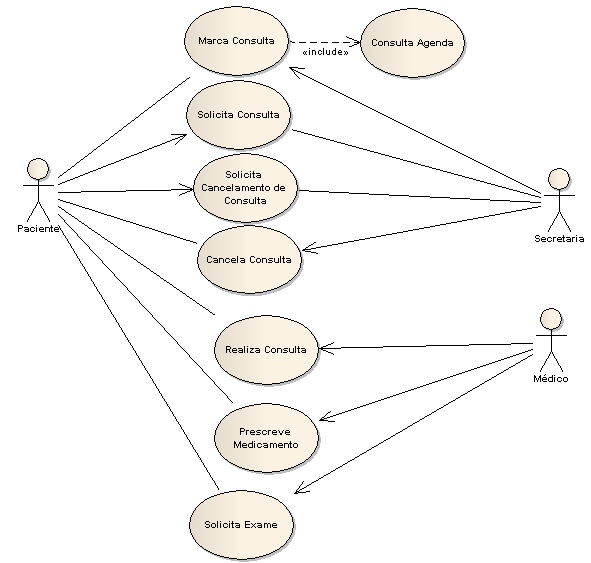 Marca Consulta
«include»
Consulta Agenda
Solicita Consulta
Solicita
Cancelamento de
Consulta
Paciente
Secretaria
Cancela Consulta
Realiza Consulta
Médico
Prescreve
Medicamento
Solicita Exame